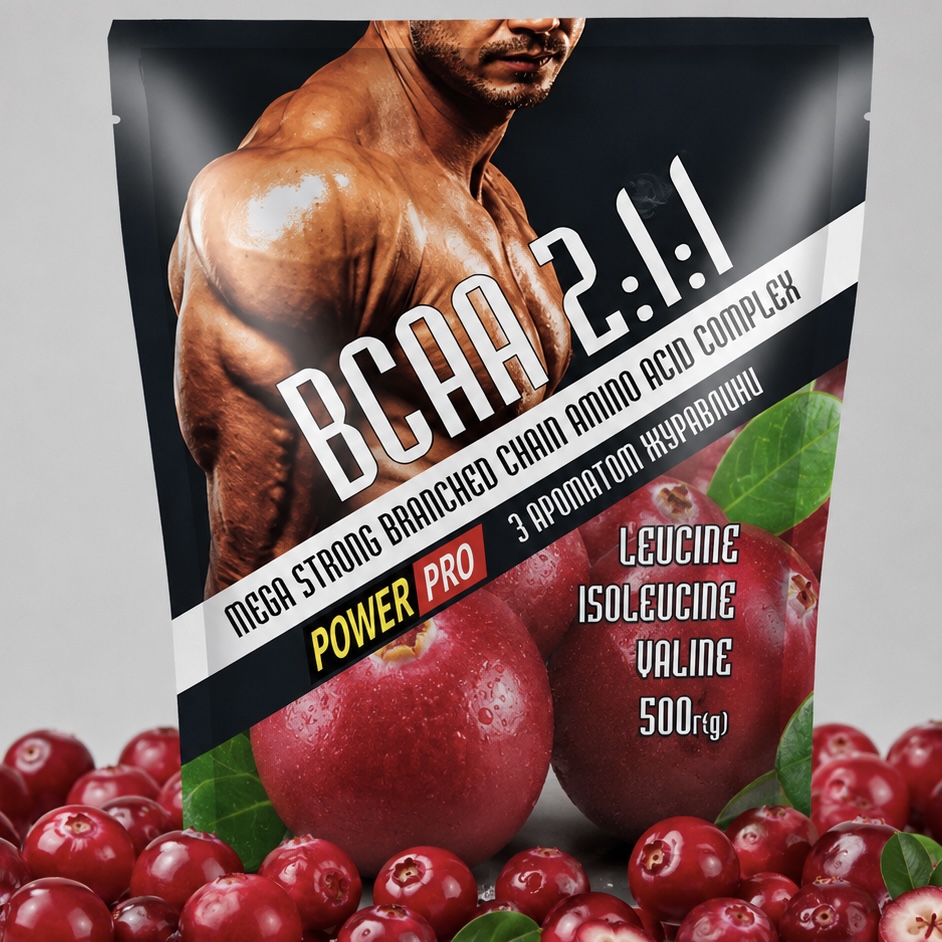 BCAA 2:1:1
MEGA STRONG BRANCHED CHAIN AMINO ACID COMPLEX
З АРОМАТОМ ЖУРАВЛИНИ
POWER PRO
LEUCINE
ISOLEUCINE
VALINE
500г(g)